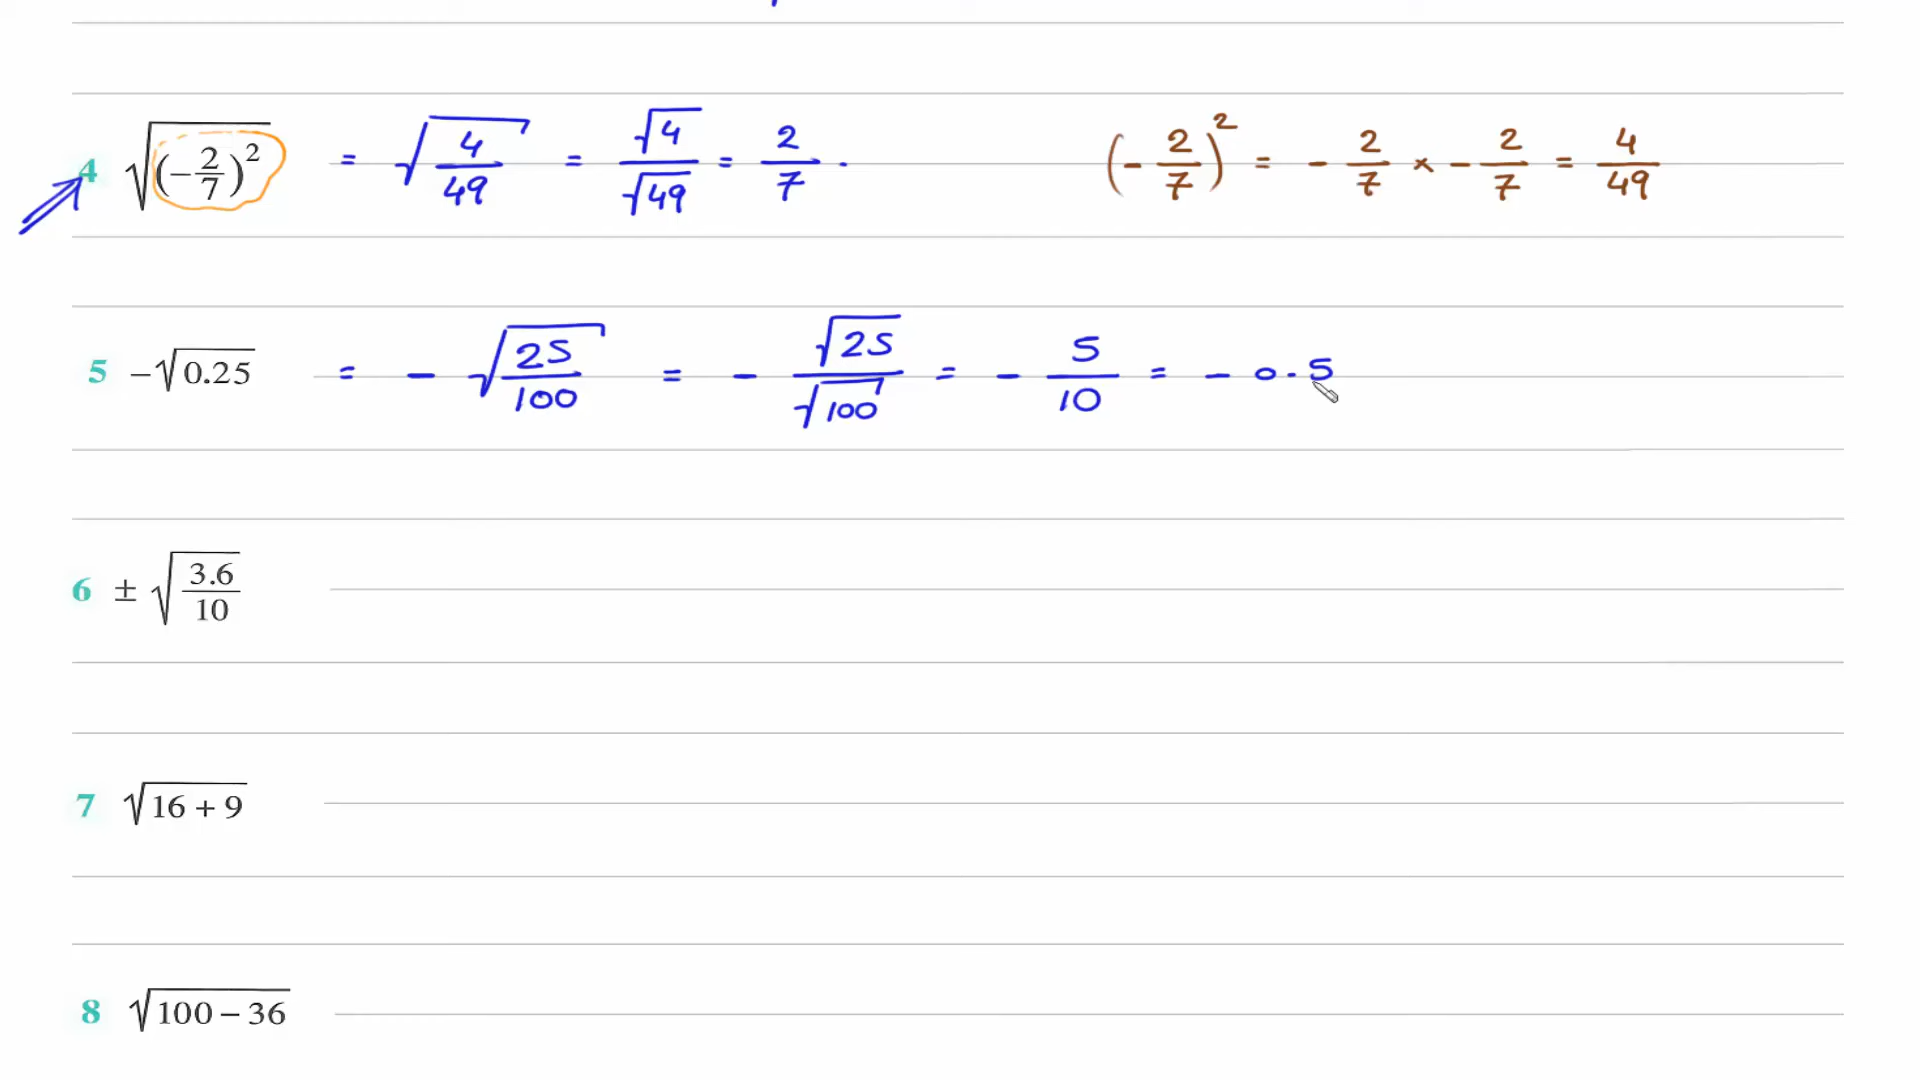 4 √(-2/7)² = √4/49 = √4/√49 = 2/7 . (-2/7)² = -2/7 × -2/7 = 4/49
5 -√0.25 = -√25/100 = -√25/√100 = -5/10 = -0.5
6 ±√3.6/10
7 √16 + 9
8 √100 - 36